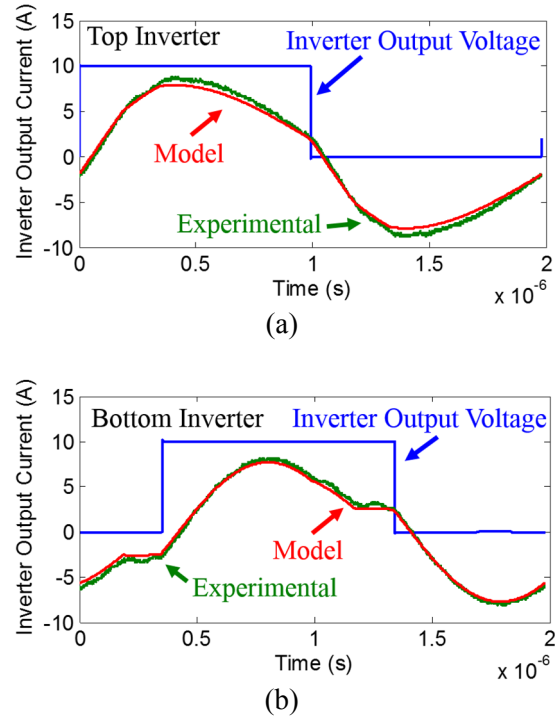 15
Top Inverter
Inverter Output Voltage
10
5
Model
0
Experimental
-5
-10
Inverter Output Current (A)
0 0.5 1 1.5 2
Time (s)
x 10-6
(a)
15
Bottom Inverter
Inverter Output Voltage
10
5
0
Model
-5
Experimental
-10
Inverter Output Current (A)
0 0.5 1 1.5 2
Time (s)
x 10-6
(b)